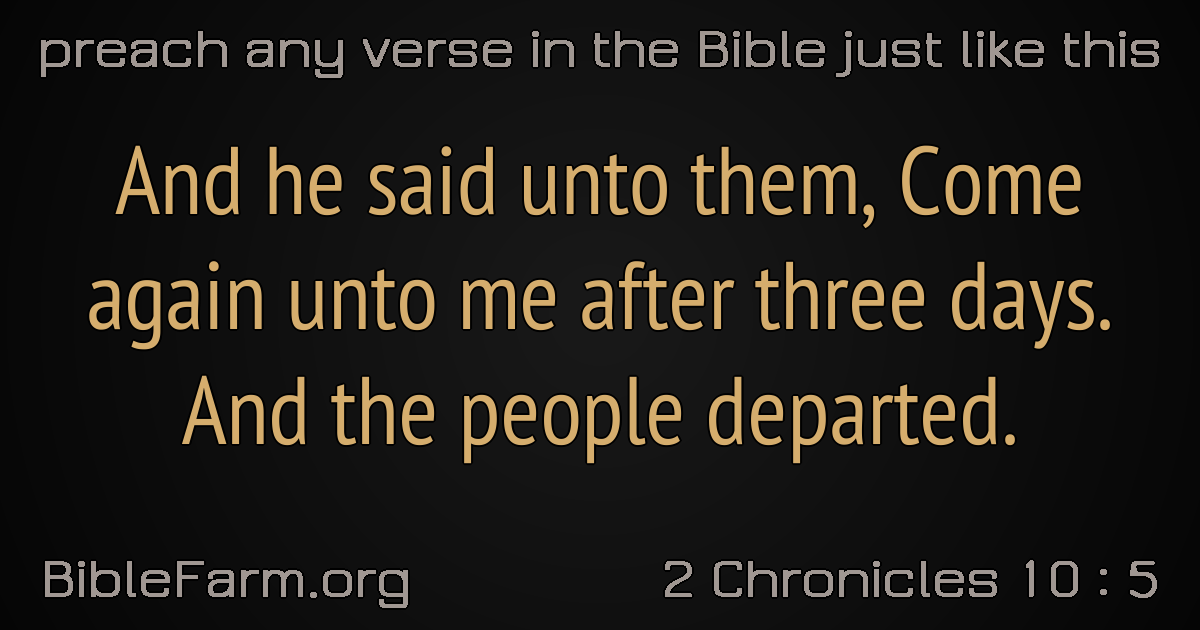 preach any verse in the Bible just like this
And he said unto them, Come
again unto me after three days.
And the people departed.
BibleFarm.org
2 Chronicles 10 : 5